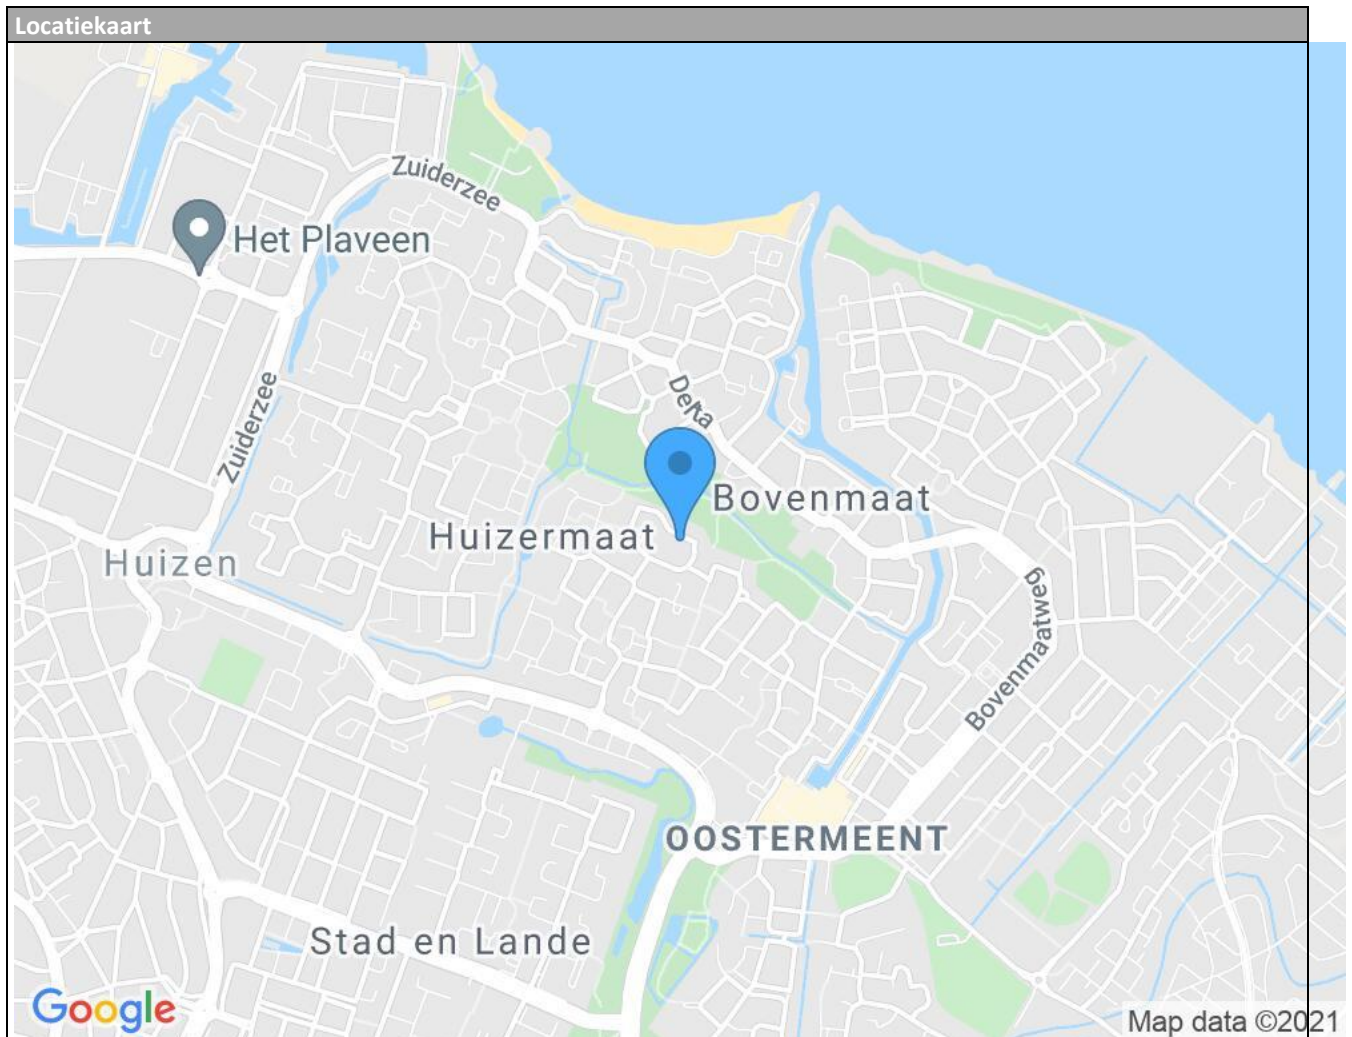 Locatiekaart
Zuiderzee
Het Plaveen
Zuiderzee
Delta
Bovenmaat
Huizermaat
Huizen
Bovenmaatweg
OOSTERMEENT
Stad en Lande
Google
Map data ©2021